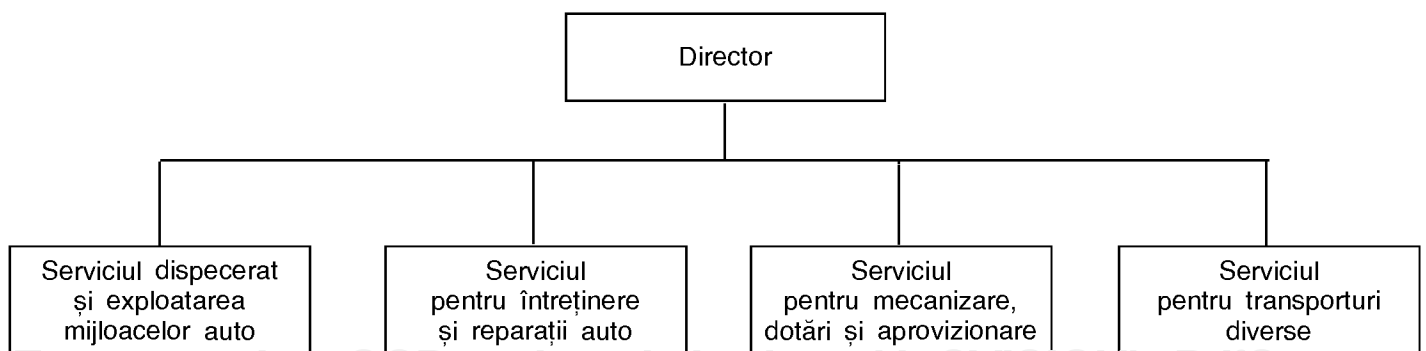 Director
Serviciul dispecerat
și exploatarea
mijloacelor auto
Serviciul
pentru întreținere
și reparații auto
Serviciul
pentru mecanizare,
dotări și aprovizionare
Serviciul
pentru transporturi
diverse